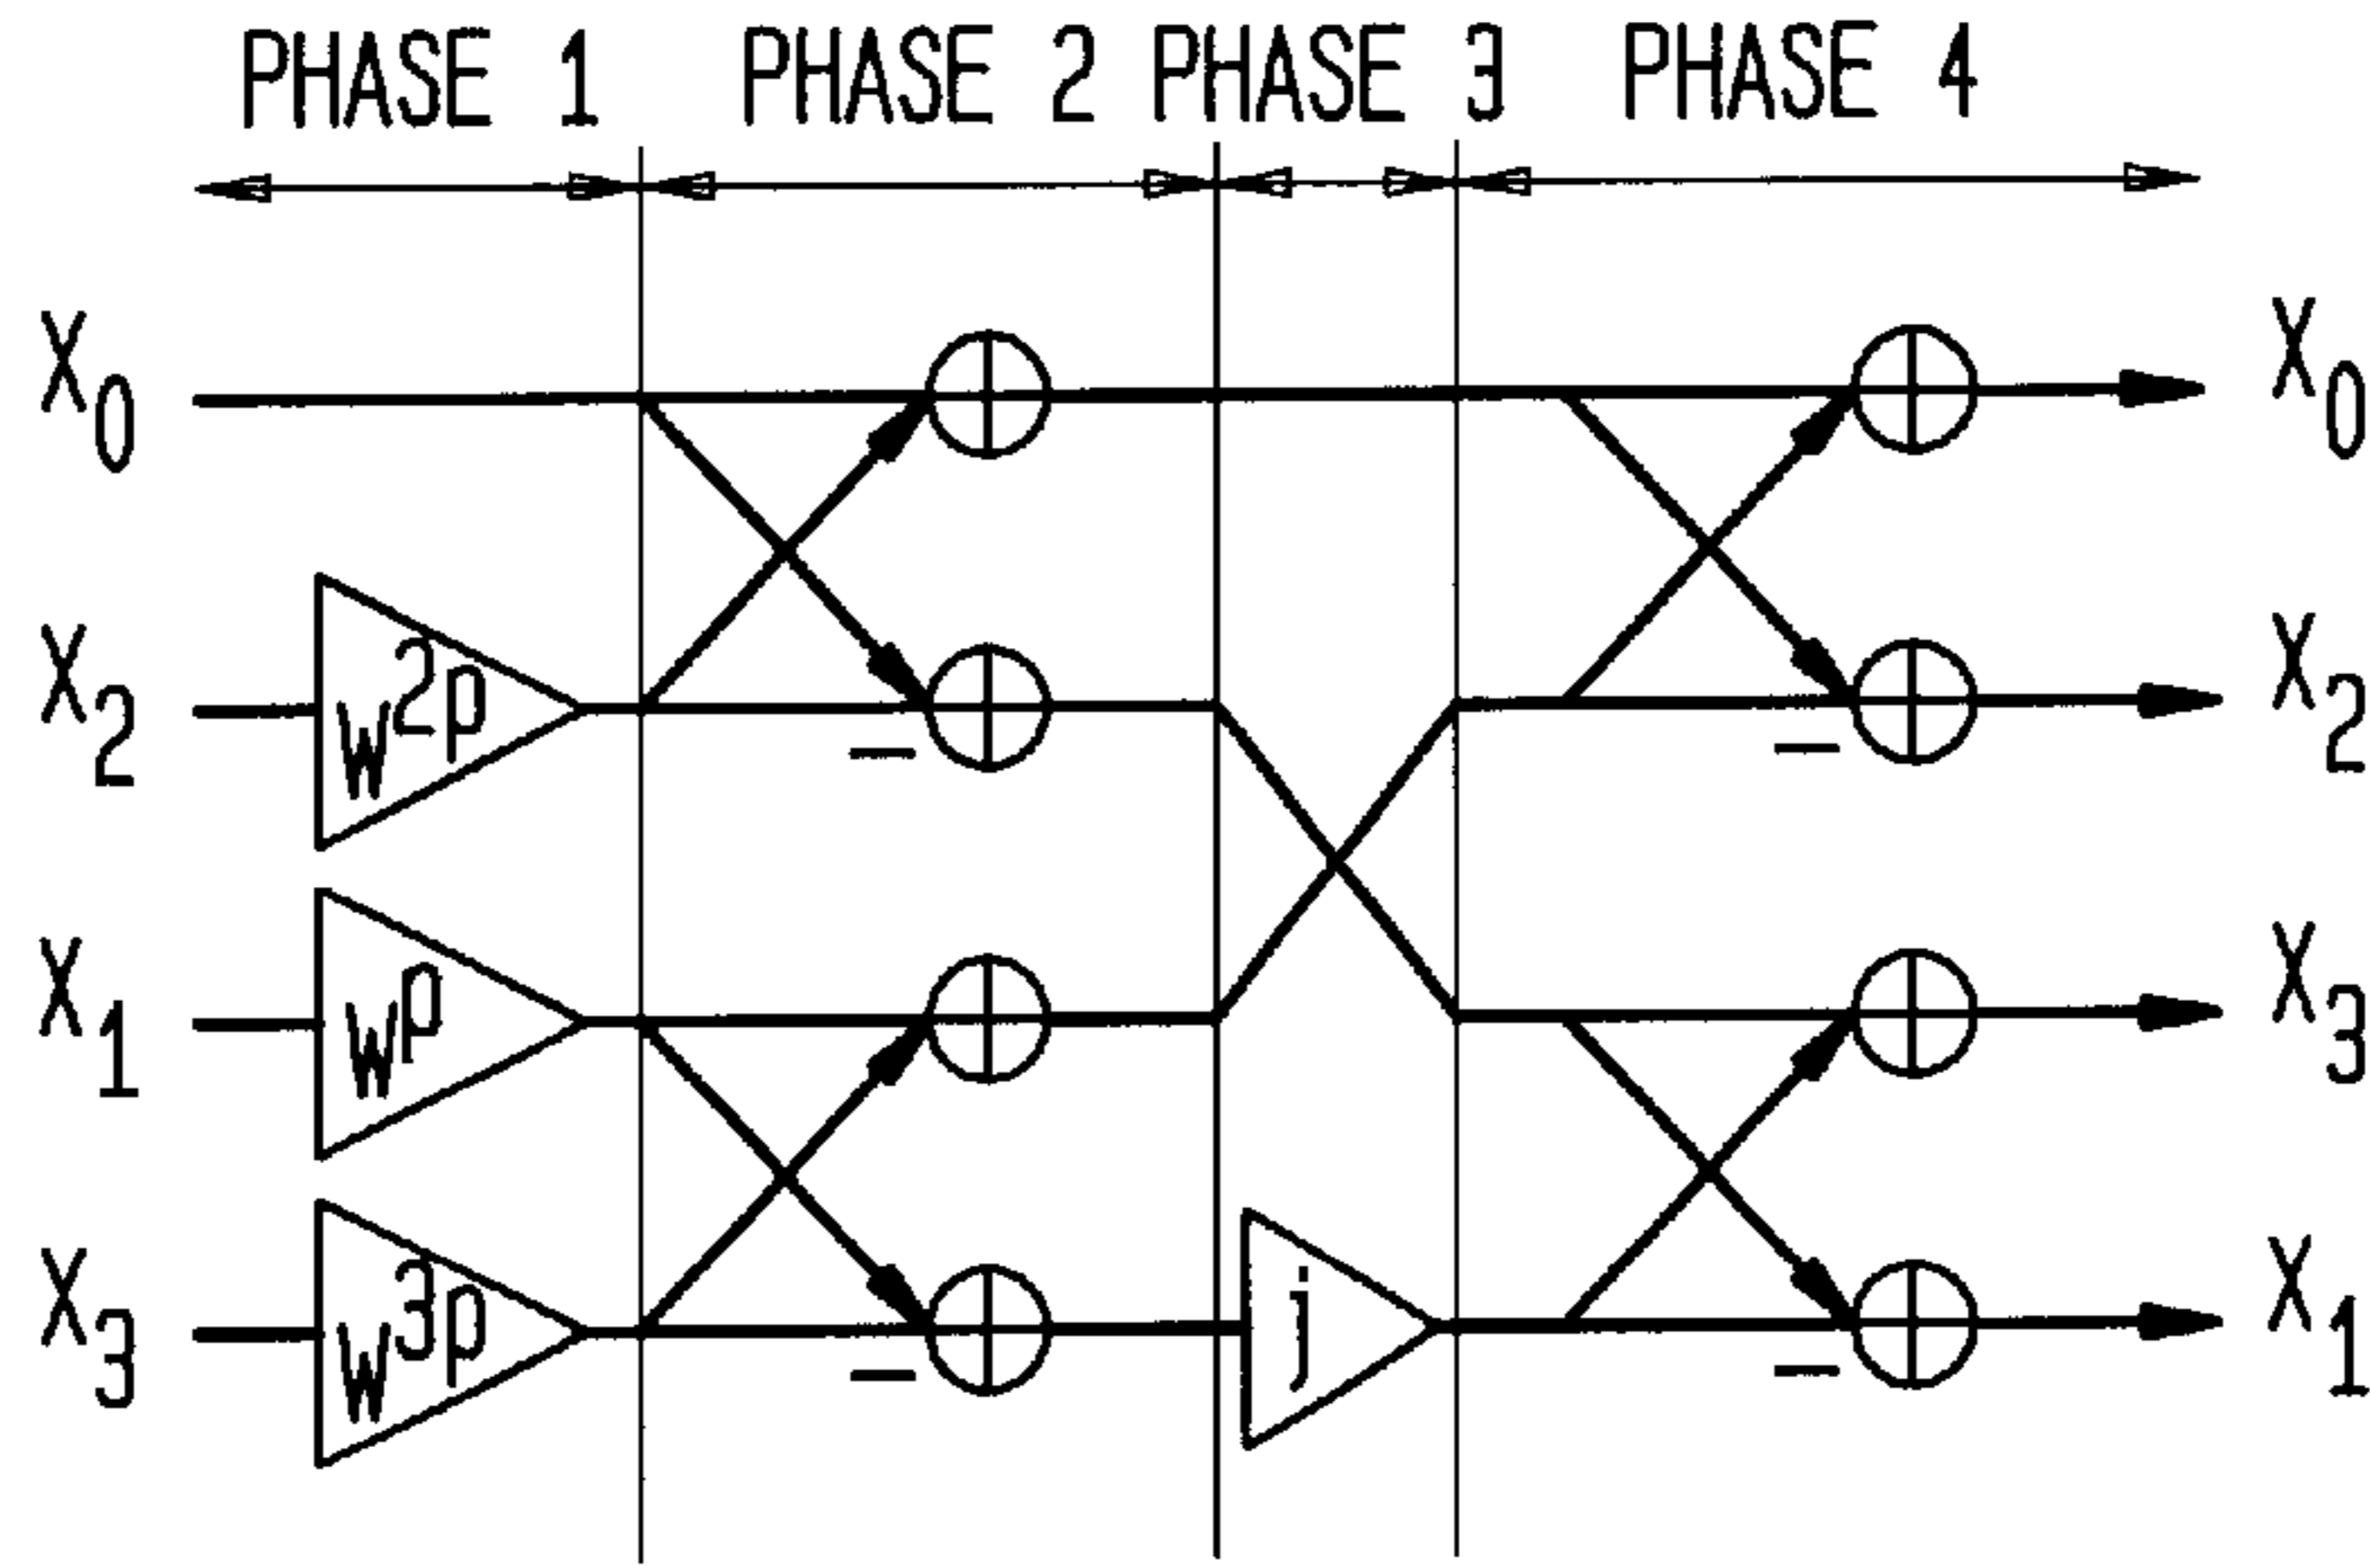 PHASE 1 PHASE 2 PHASE 3 PHASE 4
X0 X0
X2 W2p X2
X1 Wp X3
X3 W3p j X1
− −
− −